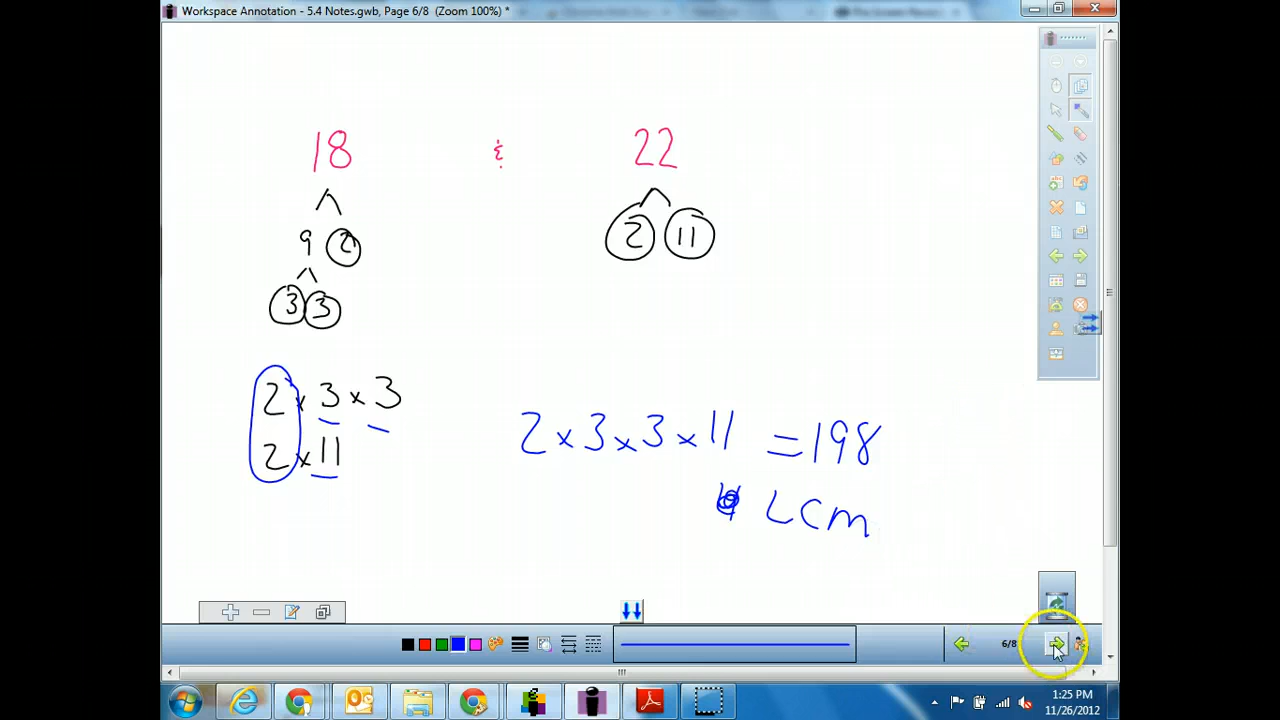 Workspace Annotation - 5.4 Notes.gwb, Page 6/8 (Zoom 100%) *
18 & 22
9 2
2 11
3 3
2 × 3 × 3
2 × 11
2 × 3 × 3 × 11 = 198
LCM
6/8
1:25 PM
11/26/2012